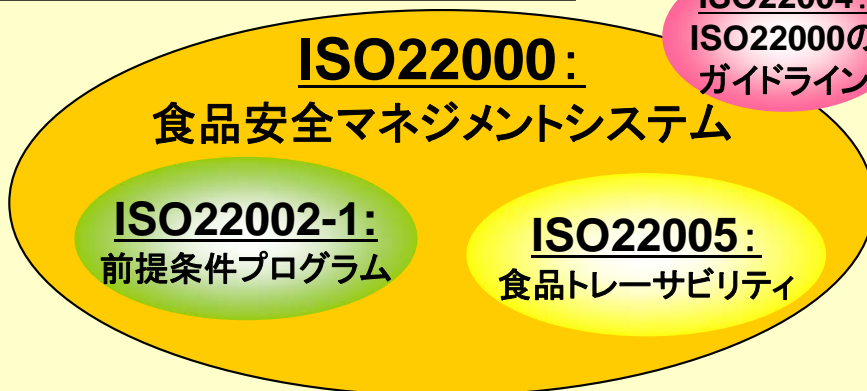 ISO22004:
ISO22000の
ガイドライン
ISO22000：
食品安全マネジメントシステム
ISO22002-1:
前提条件プログラム
ISO22005：
食品トレーサビリティ